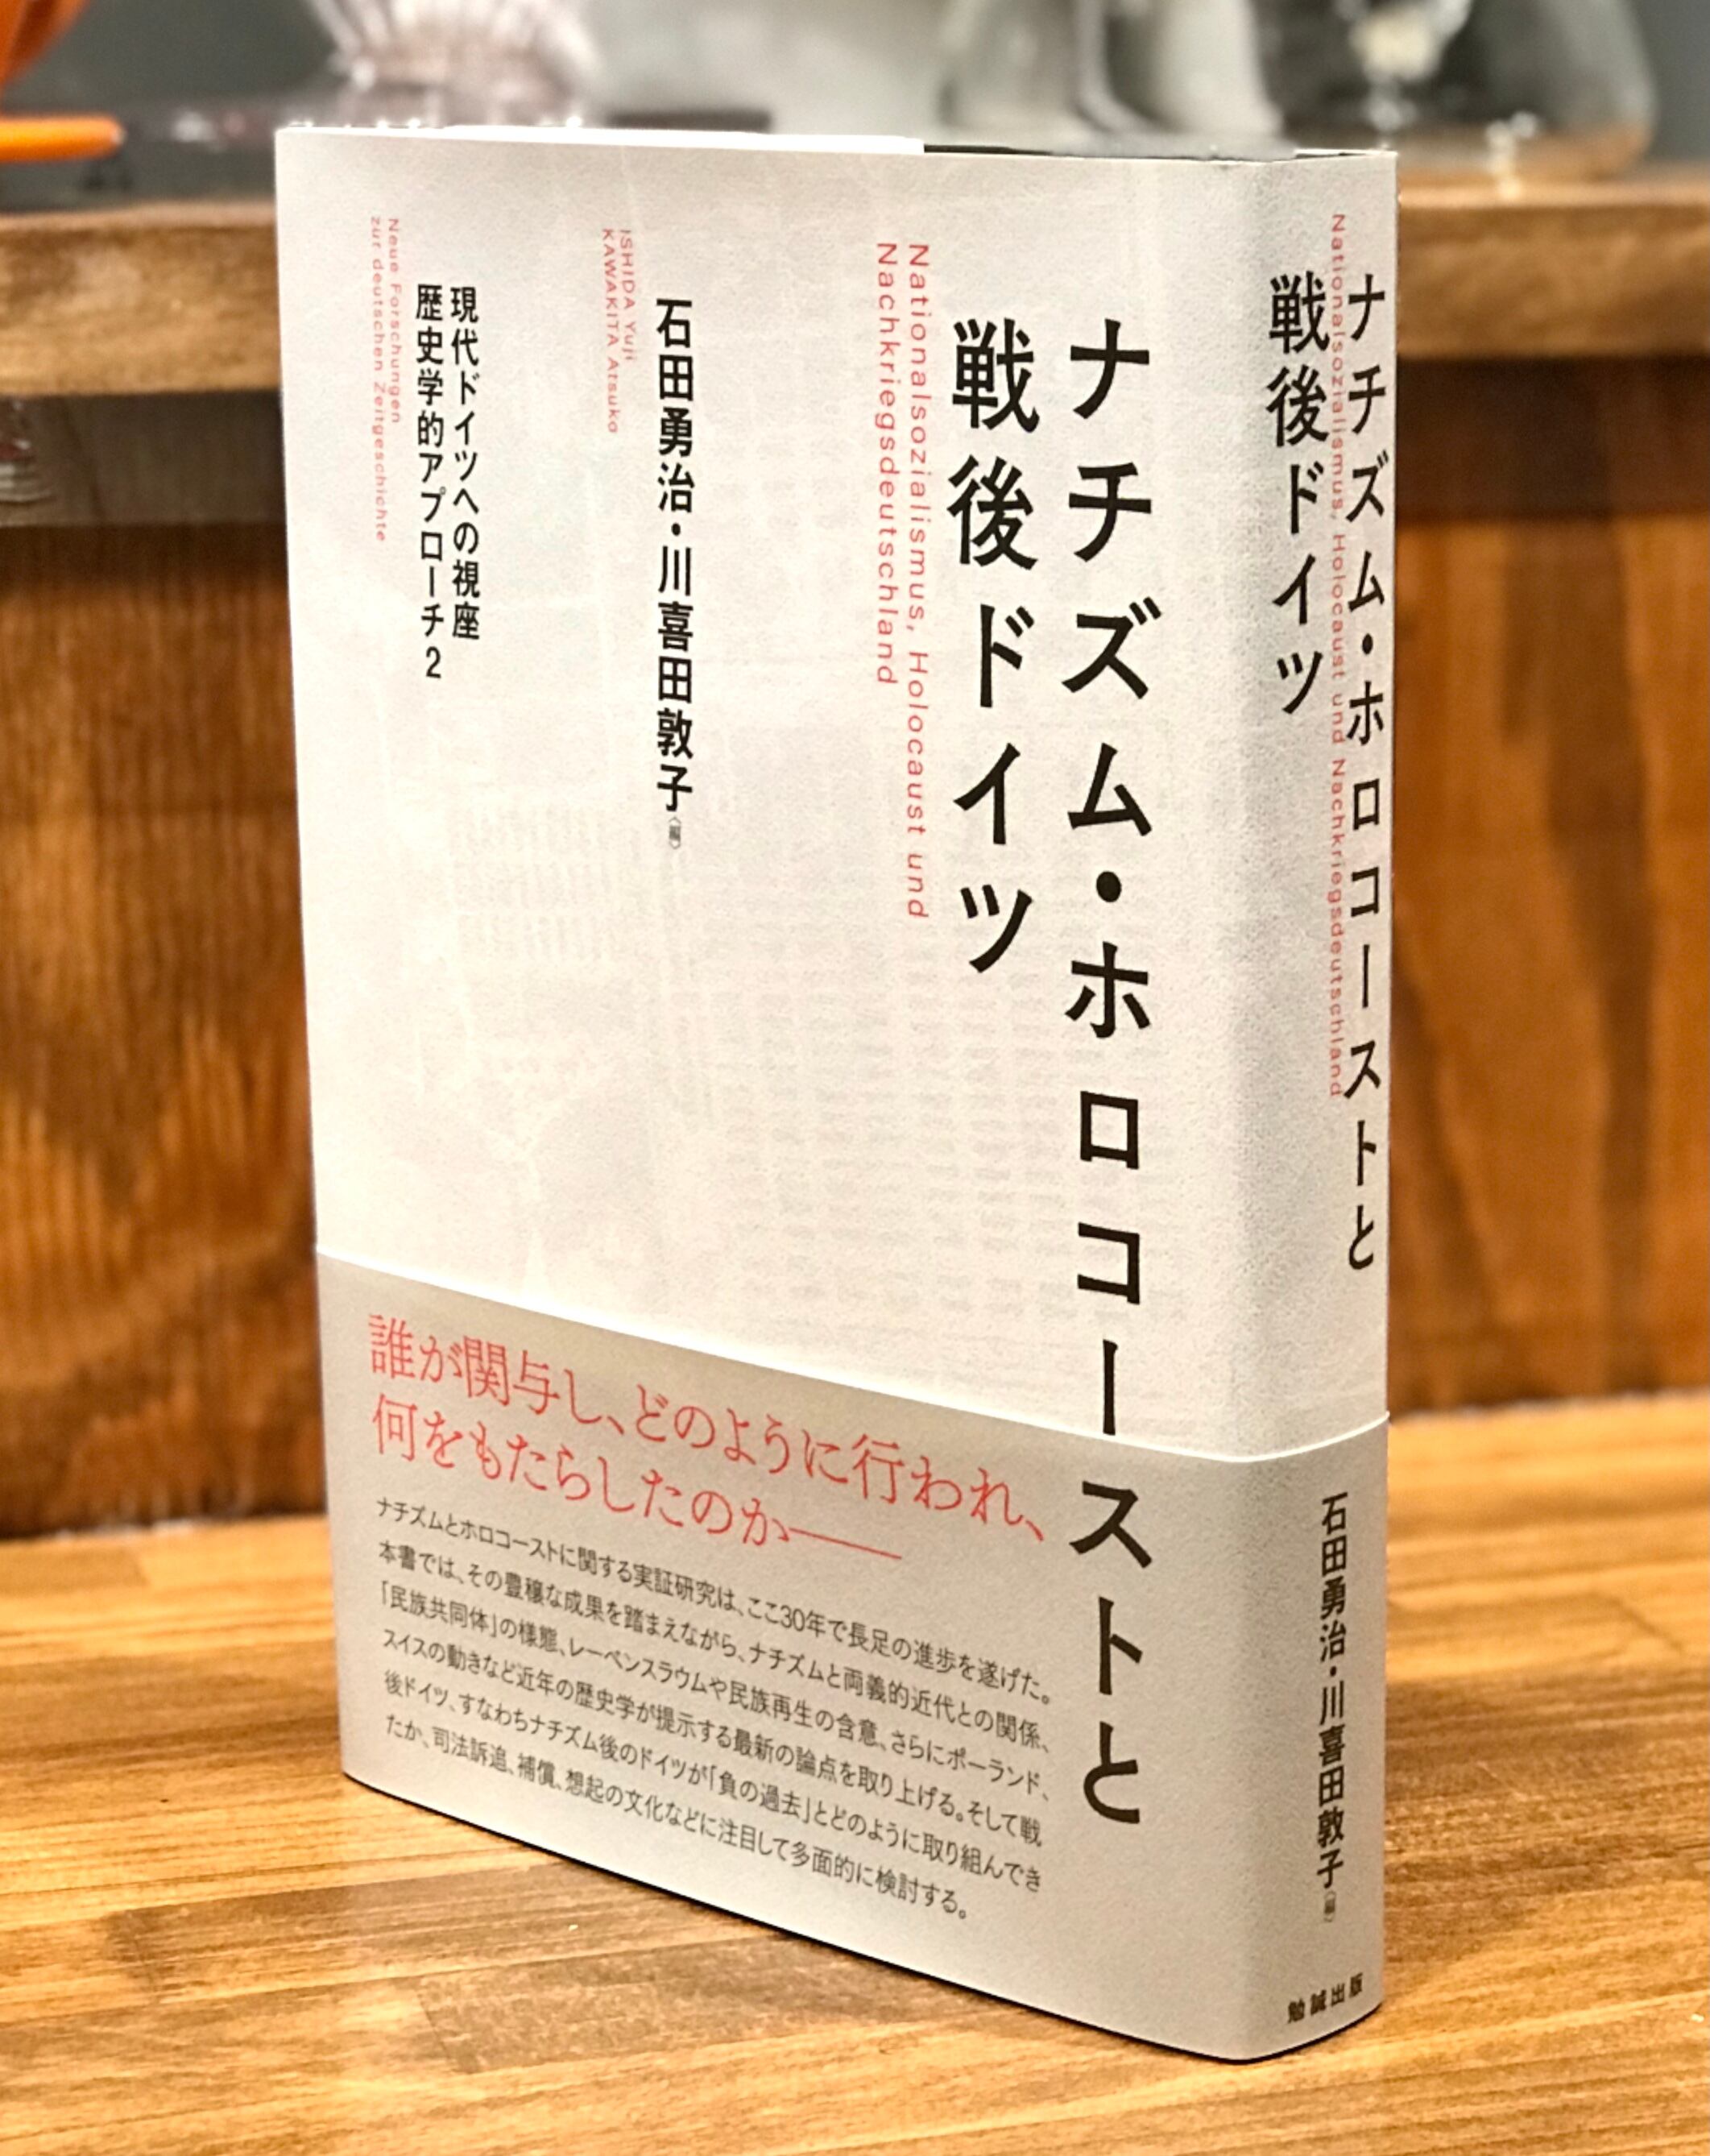 ナチズム・ホロコーストと
戦後ドイツ
Nationalsozialismus, Holocaust und
Nachkriegsdeutschland
石田勇治・川喜田敦子〈編〉
ISHIDA Yuji
KAWAKITA Atsuko
現代ドイツへの視座
歴史学的アプローチ2
Neue Forschungen
zur deutschen Zeitgeschichte
誰が関与し、どのように行われ、
何をもたらしたのか──
ナチズムとホロコーストに関する実証研究は、ここ30年で長足の進歩を遂げた。
本書では、その豊穣な成果を踏まえながら、ナチズムと両義的近代との関係、
「民族共同体」の様態、レーベンスラウムや民族再生の含意、さらにポーランド、
スイスの動きなど近年の歴史学が提示する最新の論点を取り上げる。そして戦
後ドイツ、すなわちナチズム後のドイツが「負の過去」とどのように取り組んでき
たか、司法訴追、補償、想起の文化などに注目して多面的に検討する。
ナチズム・ホロコーストと
戦後ドイツ
Nationalsozialismus, Holocaust und Nachkriegsdeutschland
石田勇治・川喜田敦子〈編〉
勉誠出版